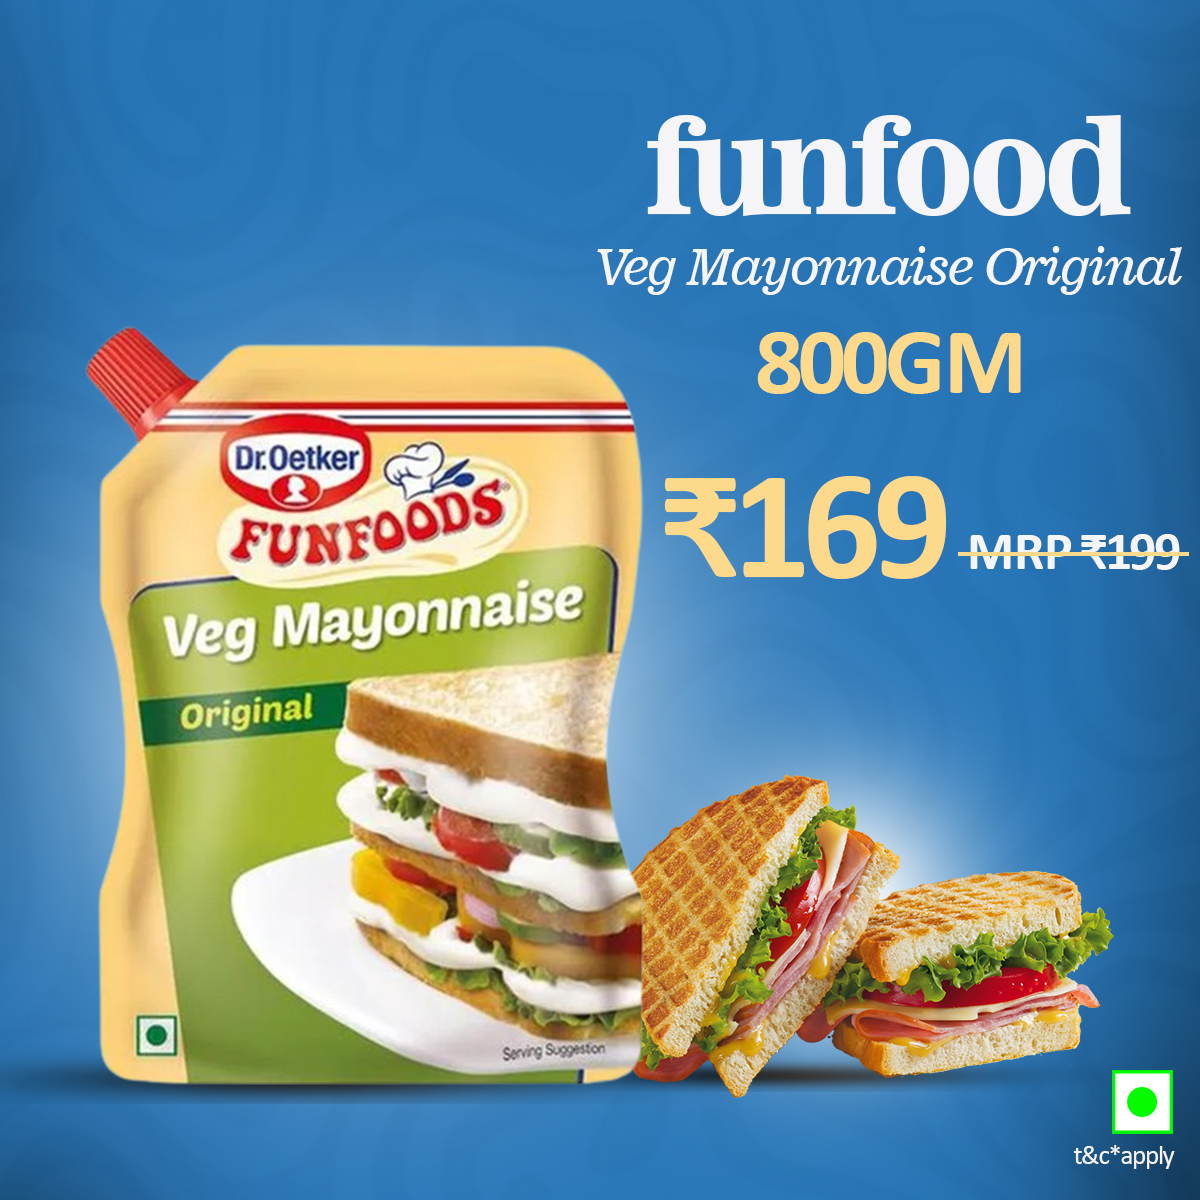 funfood
Veg Mayonnaise Original
800GM
₹169 MRP ₹199
Dr.Oetker
FUNFOODS
Veg Mayonnaise
Original
Serving Suggestion
t&c*apply